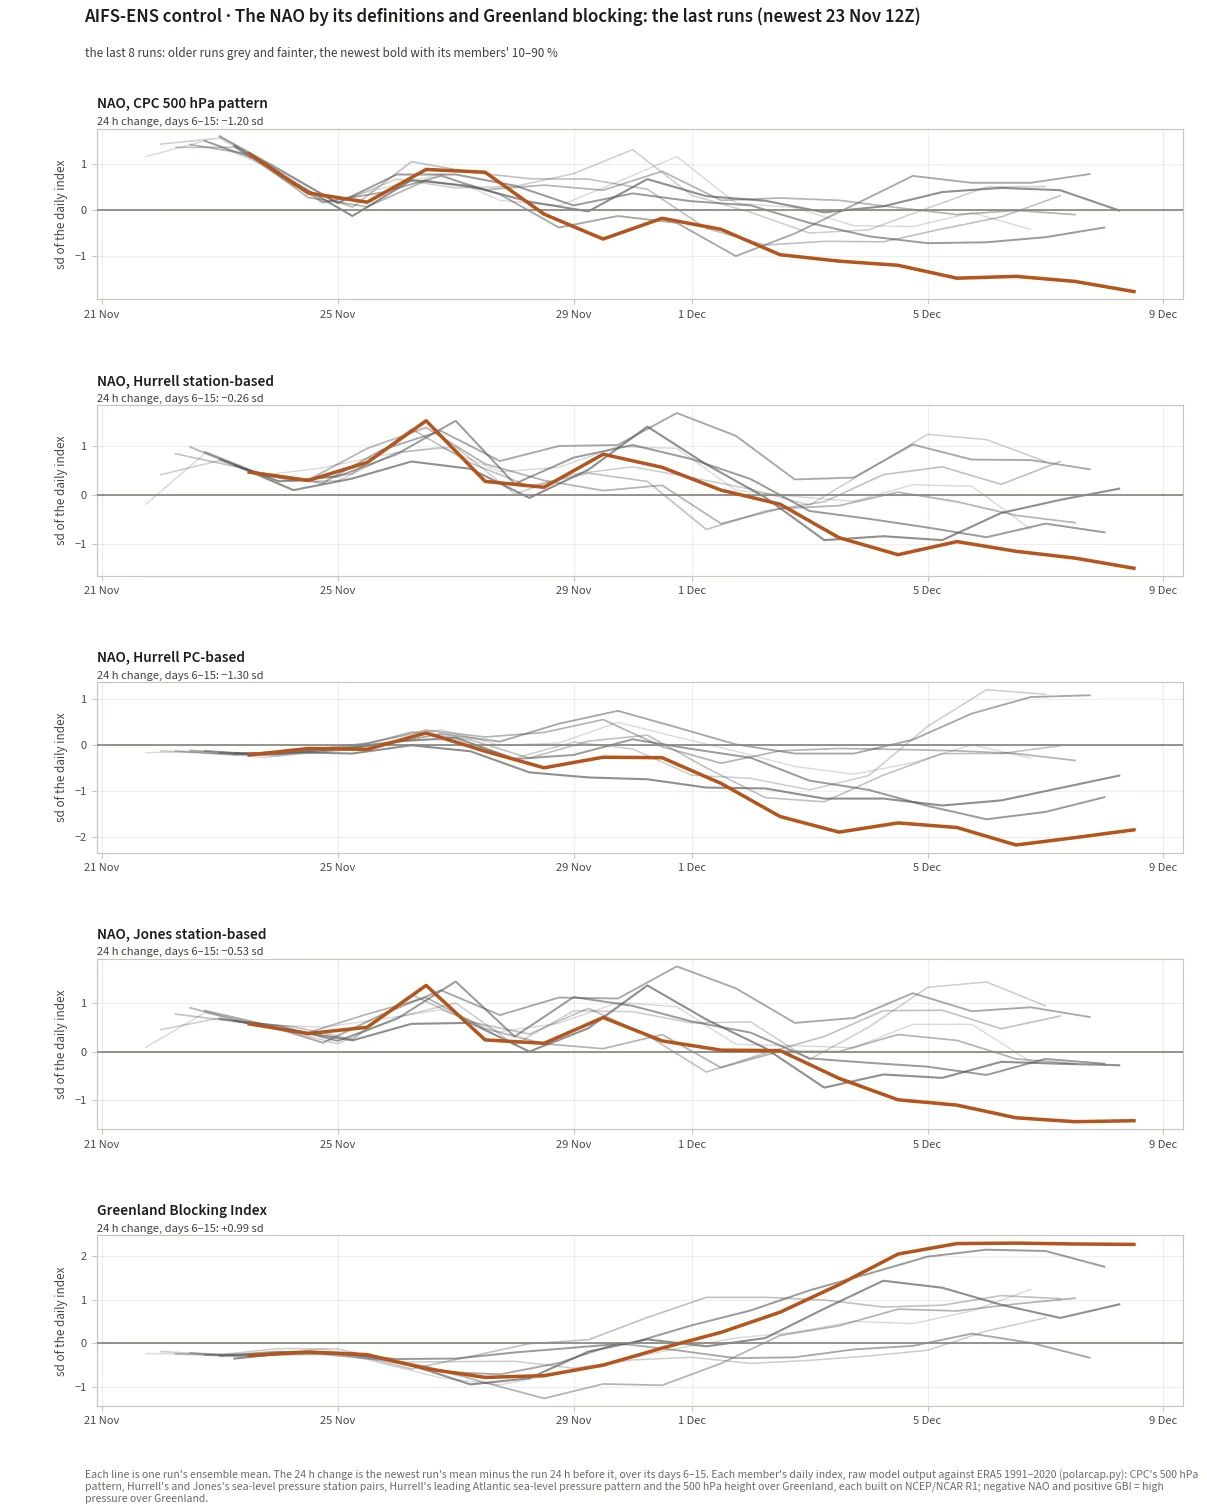 AIFS-ENS control · The NAO by its definitions and Greenland blocking: the last runs (newest 23 Nov 12Z)
the last 8 runs: older runs grey and fainter, the newest bold with its members' 10–90 %
NAO, CPC 500 hPa pattern
24 h change, days 6–15: −1.20 sd
sd of the daily index
1
0
−1
21 Nov
25 Nov
29 Nov
1 Dec
5 Dec
9 Dec
NAO, Hurrell station-based
24 h change, days 6–15: −0.26 sd
sd of the daily index
1
0
−1
21 Nov
25 Nov
29 Nov
1 Dec
5 Dec
9 Dec
NAO, Hurrell PC-based
24 h change, days 6–15: −1.30 sd
sd of the daily index
1
0
−1
−2
21 Nov
25 Nov
29 Nov
1 Dec
5 Dec
9 Dec
NAO, Jones station-based
24 h change, days 6–15: −0.53 sd
sd of the daily index
1
0
−1
21 Nov
25 Nov
29 Nov
1 Dec
5 Dec
9 Dec
Greenland Blocking Index
24 h change, days 6–15: +0.99 sd
sd of the daily index
2
1
0
−1
21 Nov
25 Nov
29 Nov
1 Dec
5 Dec
9 Dec
Each line is one run's ensemble mean. The 24 h change is the newest run's mean minus the run 24 h before it, over its days 6–15. Each member's daily index, raw model output against ERA5 1991–2020 (polarcap.py): CPC's 500 hPa
pattern, Hurrell's and Jones's sea-level pressure station pairs, Hurrell's leading Atlantic sea-level pressure pattern and the 500 hPa height over Greenland, each built on NCEP/NCAR R1; negative NAO and positive GBI = high
pressure over Greenland.